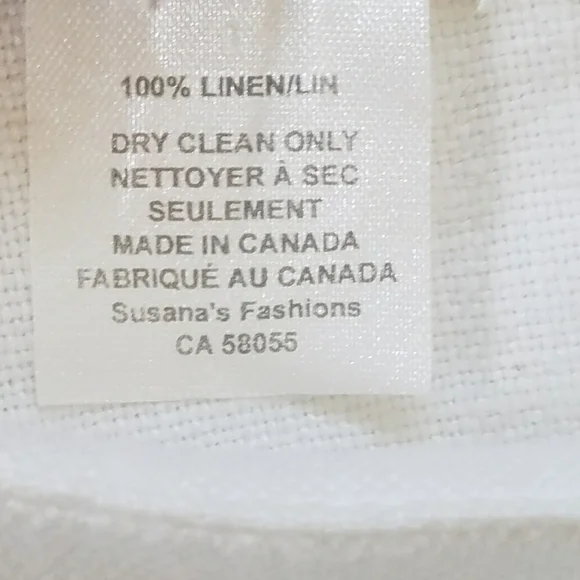 100% LINEN/LIN
DRY CLEAN ONLY
NETTOYER À SEC
SEULEMENT
MADE IN CANADA
FABRIQUÉ AU CANADA
Susana's Fashions
CA 58055